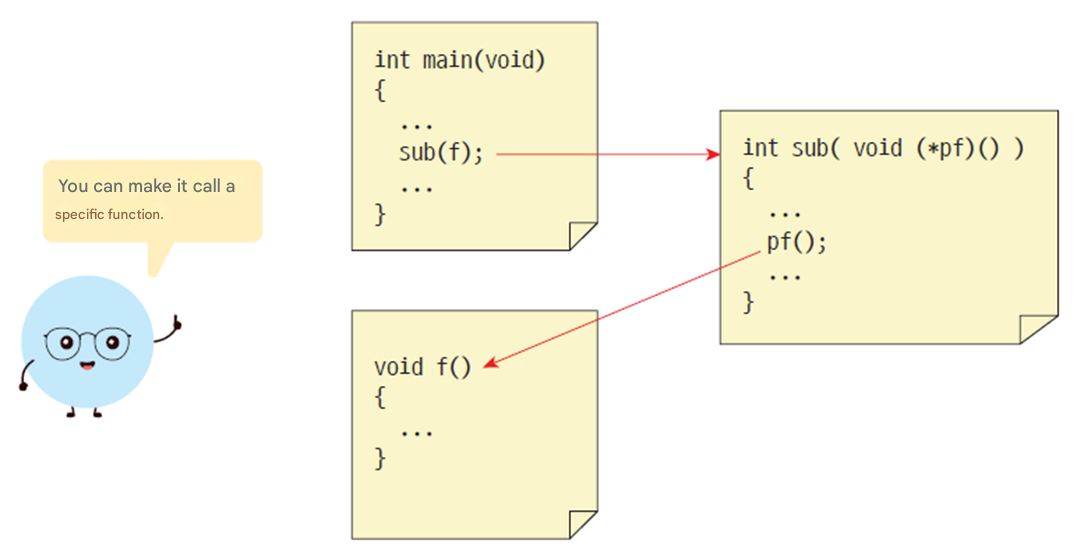 You can make it call a
specific function.
int main(void)
{
...
sub(f);
...
}
int sub( void (*pf)() )
{
...
pf();
...
}
void f()
{
...
}